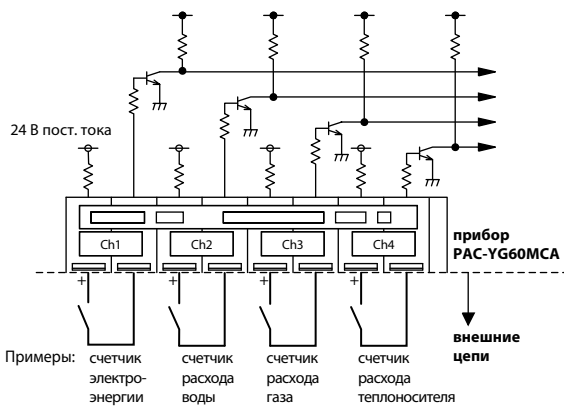 24 В пост. тока
Ch1 Ch2 Ch3 Ch4
прибор
PAC-YG60MCA
+ + + +
внешние
цепи
Примеры: счетчик счетчик счетчик счетчик
электро- расхода расхода расхода
энергии воды газа теплоносителя